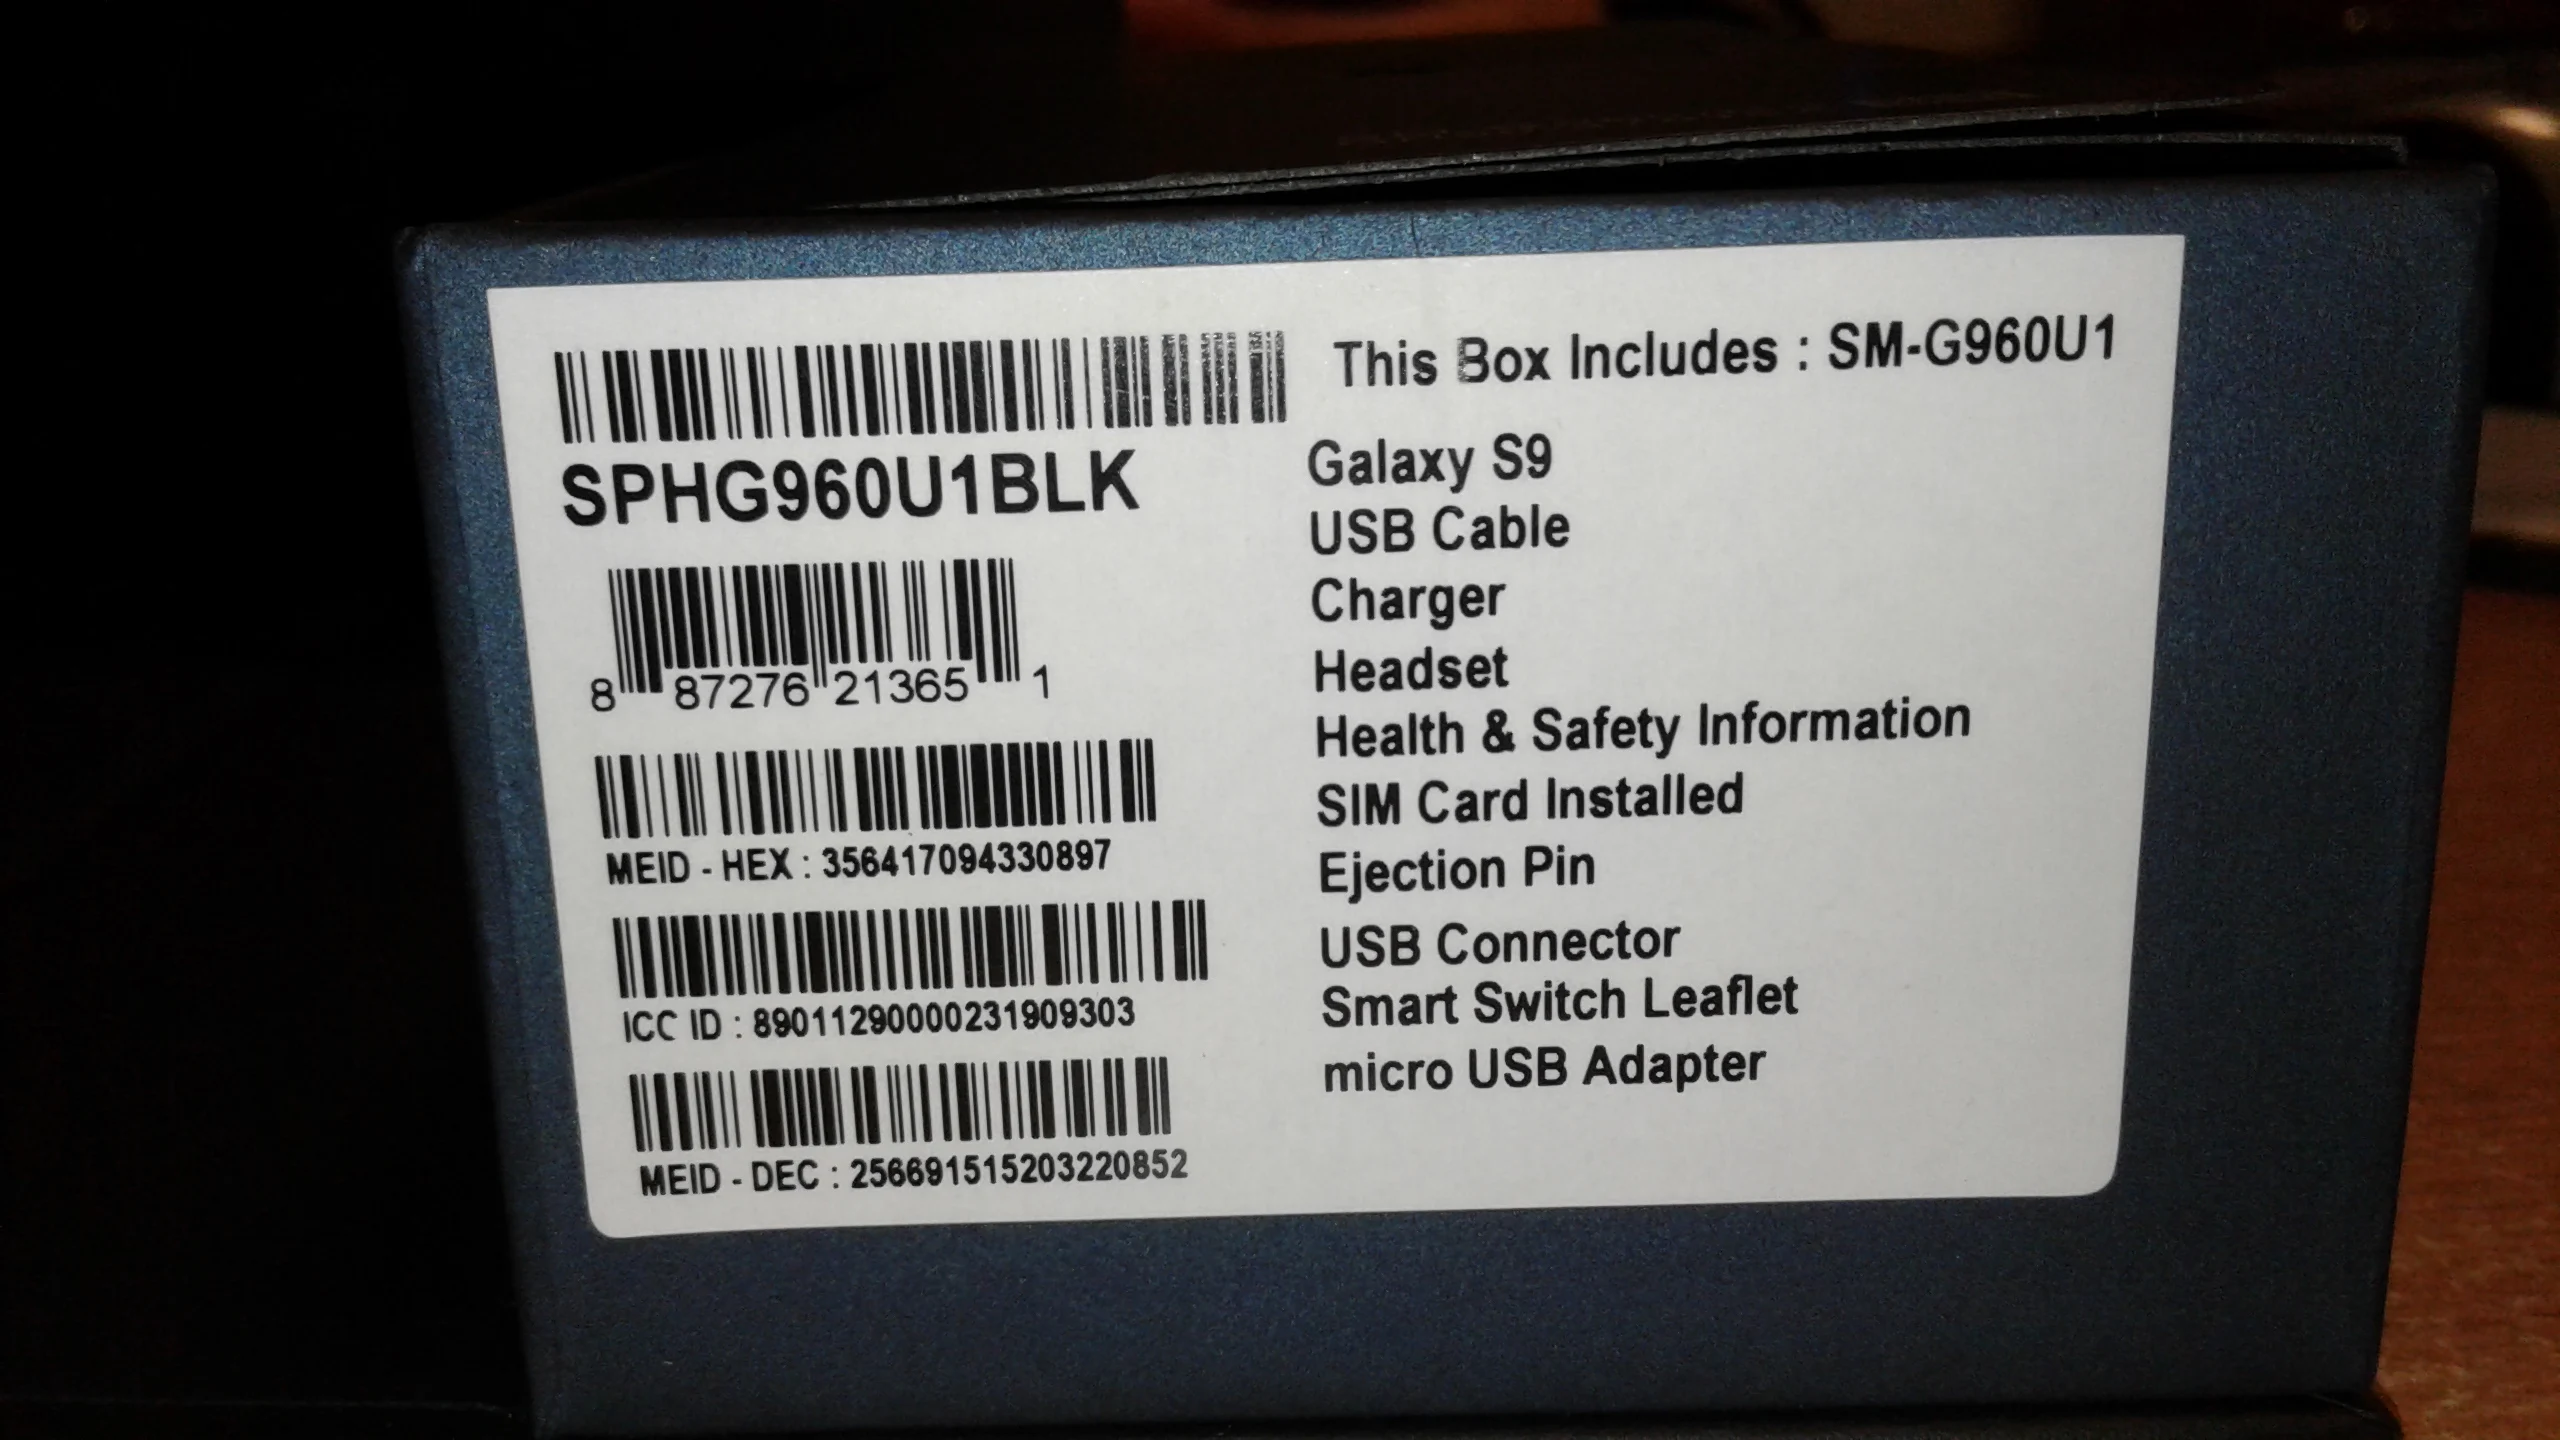 SPHG960U1BLK
8 87276 21365 1
MEID - HEX : 356417094330897
ICC ID : 89011290000231909303
MEID - DEC : 256691515203220852
This Box Includes : SM-G960U1
Galaxy S9
USB Cable
Charger
Headset
Health & Safety Information
SIM Card Installed
Ejection Pin
USB Connector
Smart Switch Leaflet
micro USB Adapter